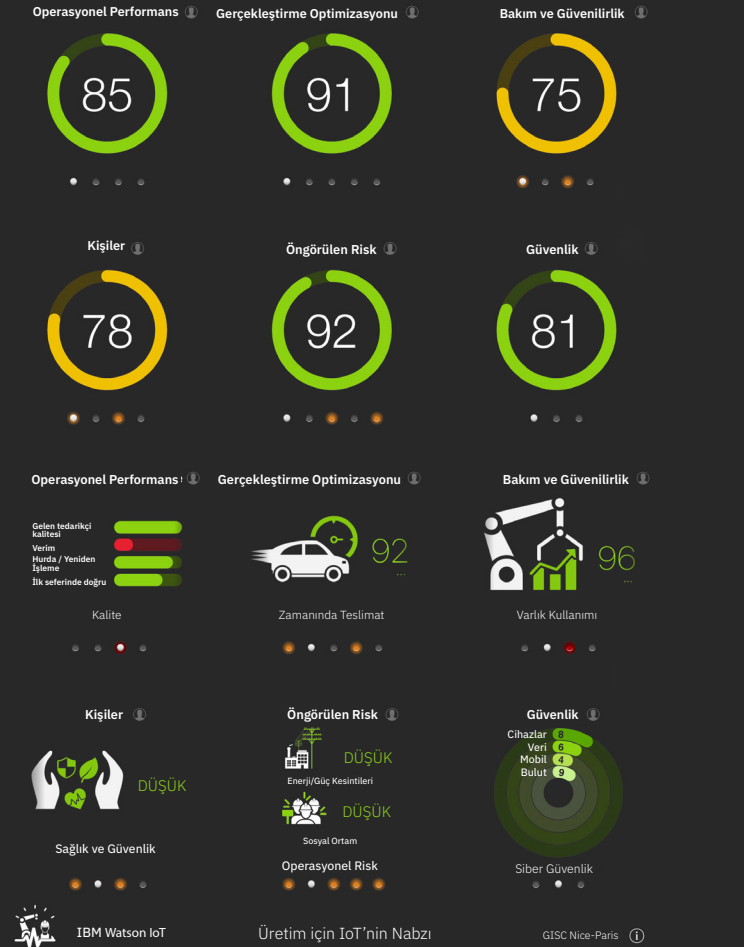 Operasyonel Performans
Gerçekleştirme Optimizasyonu
Bakım ve Güvenilirlik
85
91
75
Kişiler
Öngörülen Risk
Güvenlik
78
92
81
Operasyonel Performans
Gerçekleştirme Optimizasyonu
Bakım ve Güvenilirlik
Gelen tedarikçi
kalitesi
Verim
Hurda / Yeniden
İşleme
İlk seferinde doğru
92
...
96
...
Kalite
Zamanında Teslimat
Varlık Kullanımı
Kişiler
Öngörülen Risk
Güvenlik
DÜŞÜK
Sağlık ve Güvenlik
DÜŞÜK
Enerji/Güç Kesintileri
DÜŞÜK
Sosyal Ortam
Operasyonel Risk
Cihazlar 8
Veri 6
Mobil 4
Bulut 9
Siber Güvenlik
IBM Watson IoT
Üretim için IoT’nin Nabzı
GISC Nice-Paris